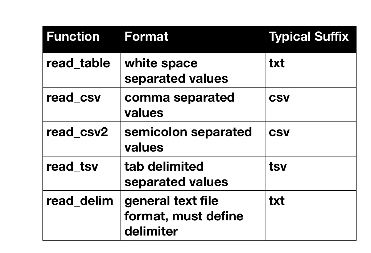 Function Format Typical Suffix
read_table white space txt
separated values
read_csv comma separated csv
values
read_csv2 semicolon separated csv
values
read_tsv tab delimited tsv
separated values
read_delim general text file txt
format, must define
delimiter